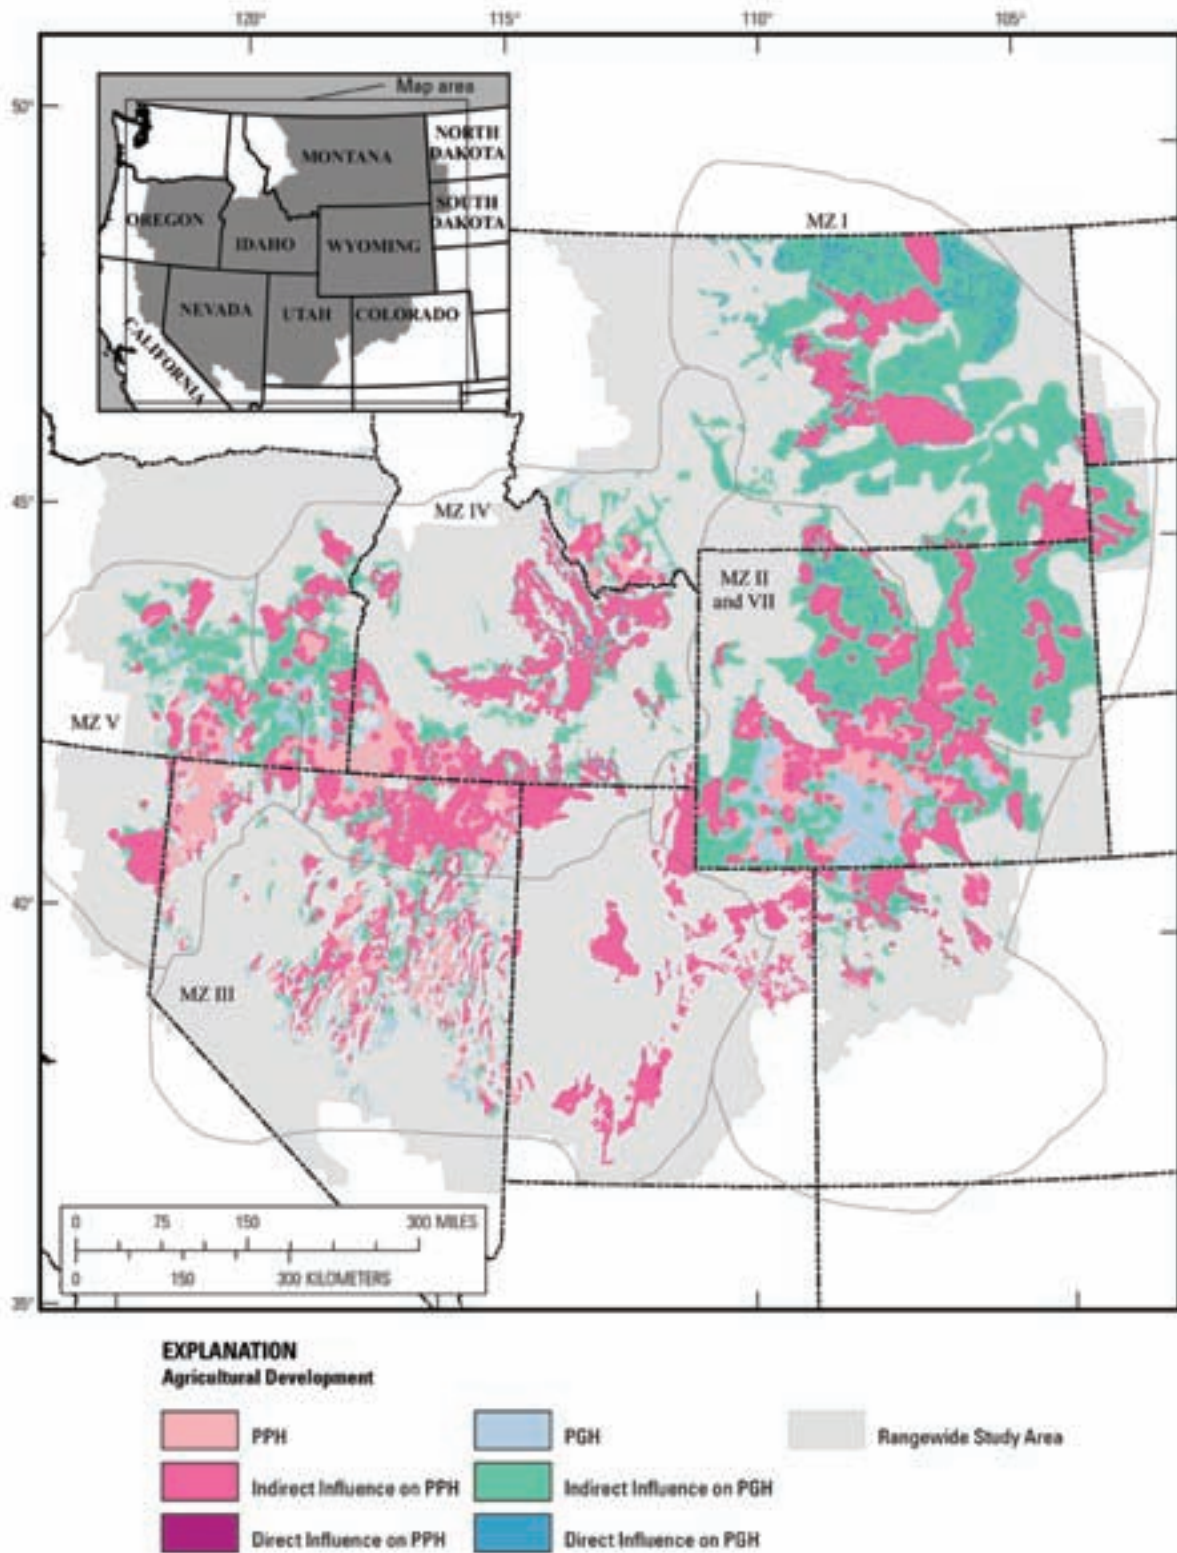 120°
115°
110°
105°
50°
45°
40°
35°
Map area
NORTH
DAKOTA
MONTANA
SOUTH
DAKOTA
OREGON
IDAHO
WYOMING
NEVADA
UTAH
COLORADO
CALIFORNIA
MZ I
MZ IV
MZ II
and VII
MZ V
MZ III
0 75 150 300 MILES
0 150 300 KILOMETERS
EXPLANATION
Agricultural Development
PPH
PGH
Rangewide Study Area
Indirect Influence on PPH
Indirect Influence on PGH
Direct Influence on PPH
Direct Influence on PGH